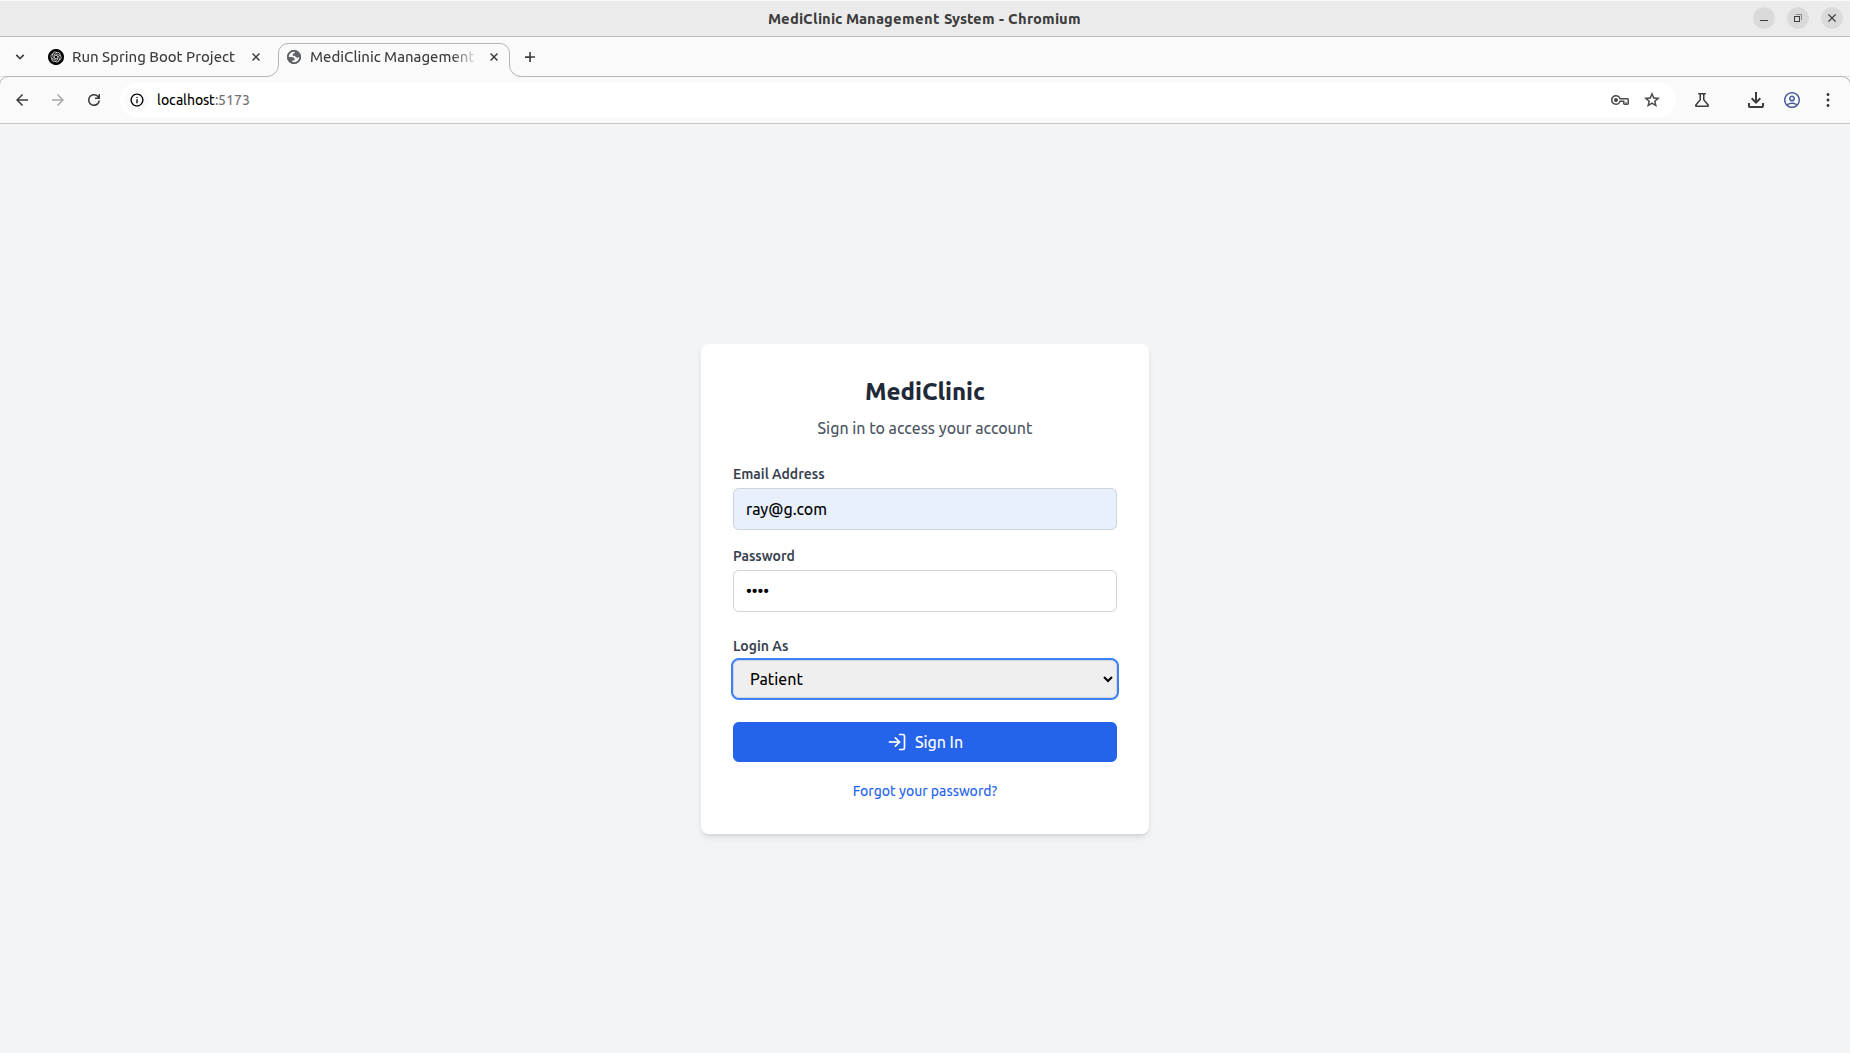 MediClinic Management System - Chromium
Run Spring Boot Project
MediClinic Management
localhost:5173
MediClinic
Sign in to access your account
Email Address
ray@g.com
Password
••••
Login As
Patient
Sign In
Forgot your password?